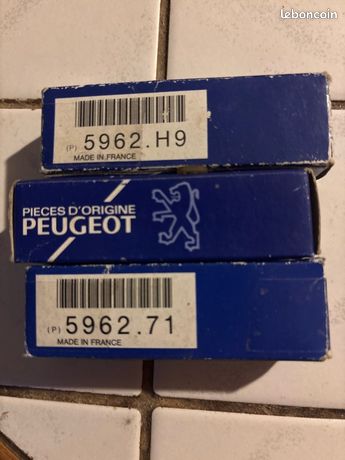 leboncoin
(P) 5962.H9
MADE IN FRANCE
PIECES D'ORIGINE
PEUGEOT
(P) 5962.71
MADE IN FRANCE